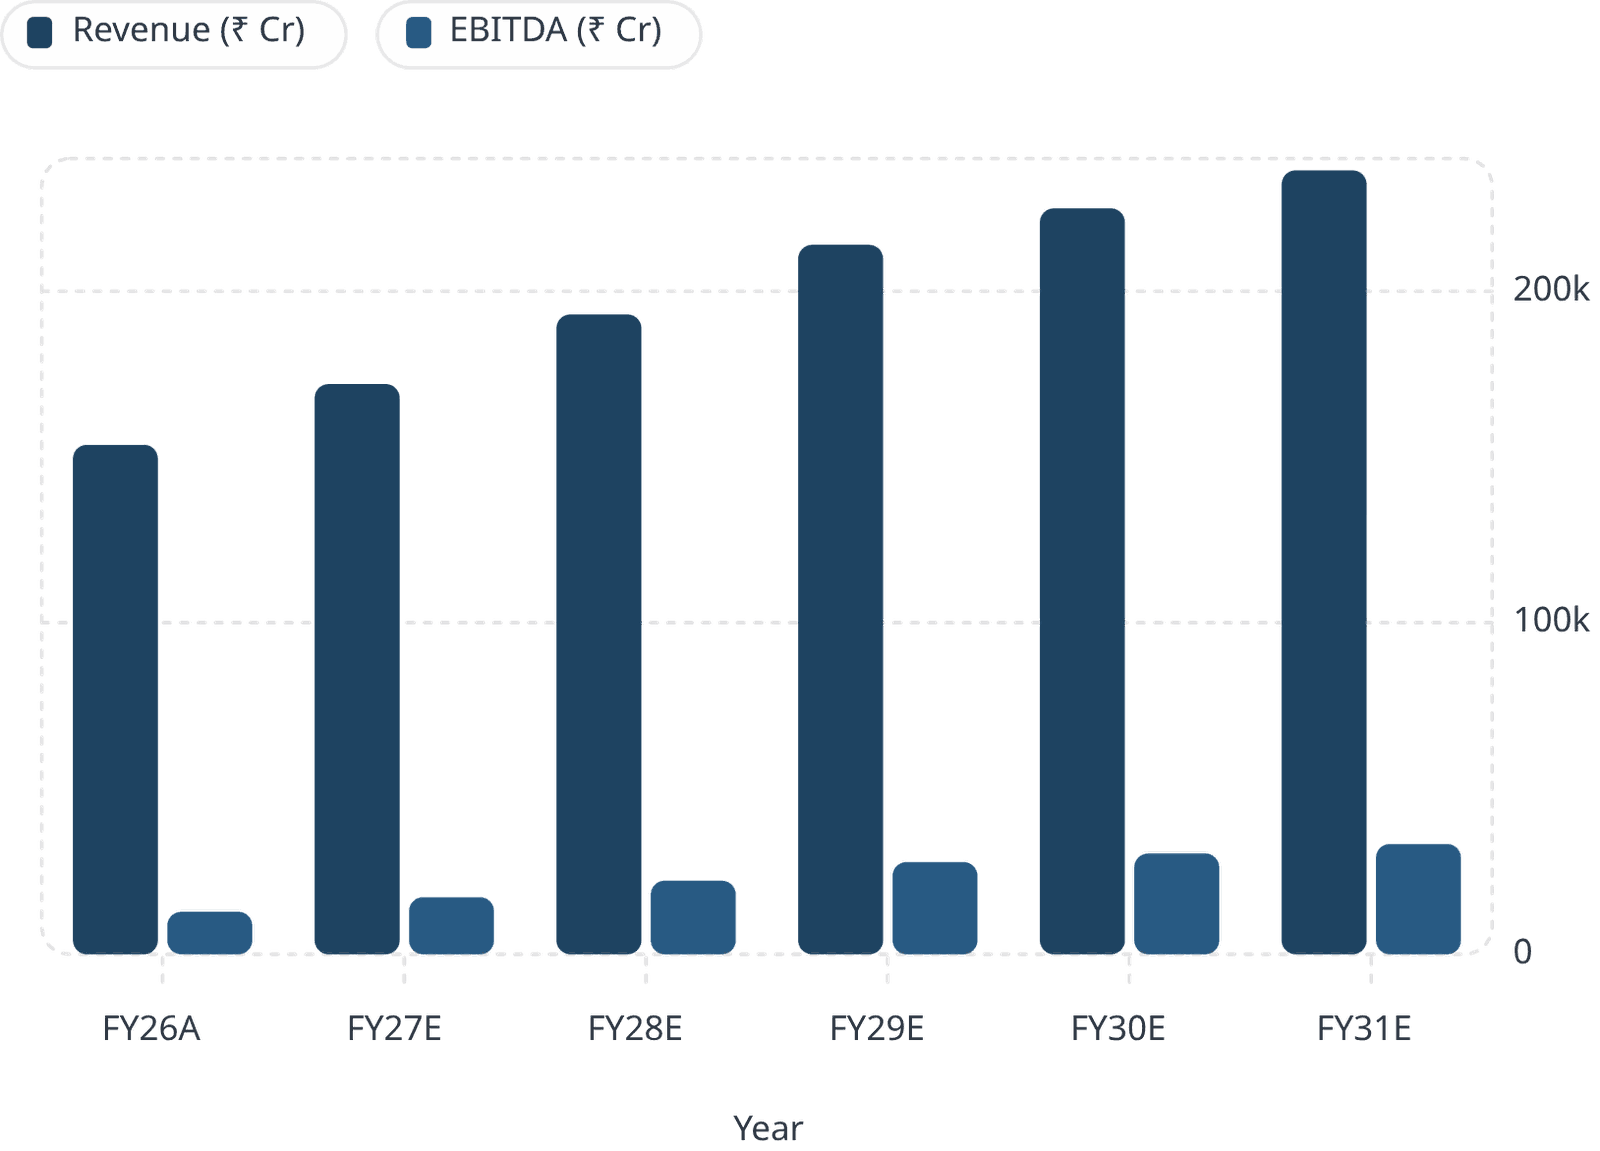 Revenue (₹ Cr) EBITDA (₹ Cr)
200k
100k
0
FY26A FY27E FY28E FY29E FY30E FY31E
Year